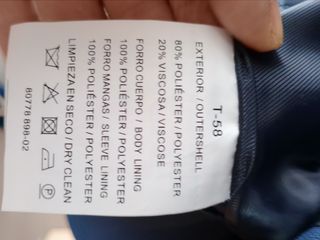 T-58
EXTERIOR / OUTERSHELL
80% POLIÉSTER / POLYESTER
20% VISCOSA / VISCOSE
FORRO CUERPO / BODY LINING
100% POLIÉSTER / POLYESTER
FORRO MANGAS / SLEEVE LINING
100% POLIÉSTER / POLYESTER
LIMPIEZA EN SECO / DRY CLEAN
80778 898-02